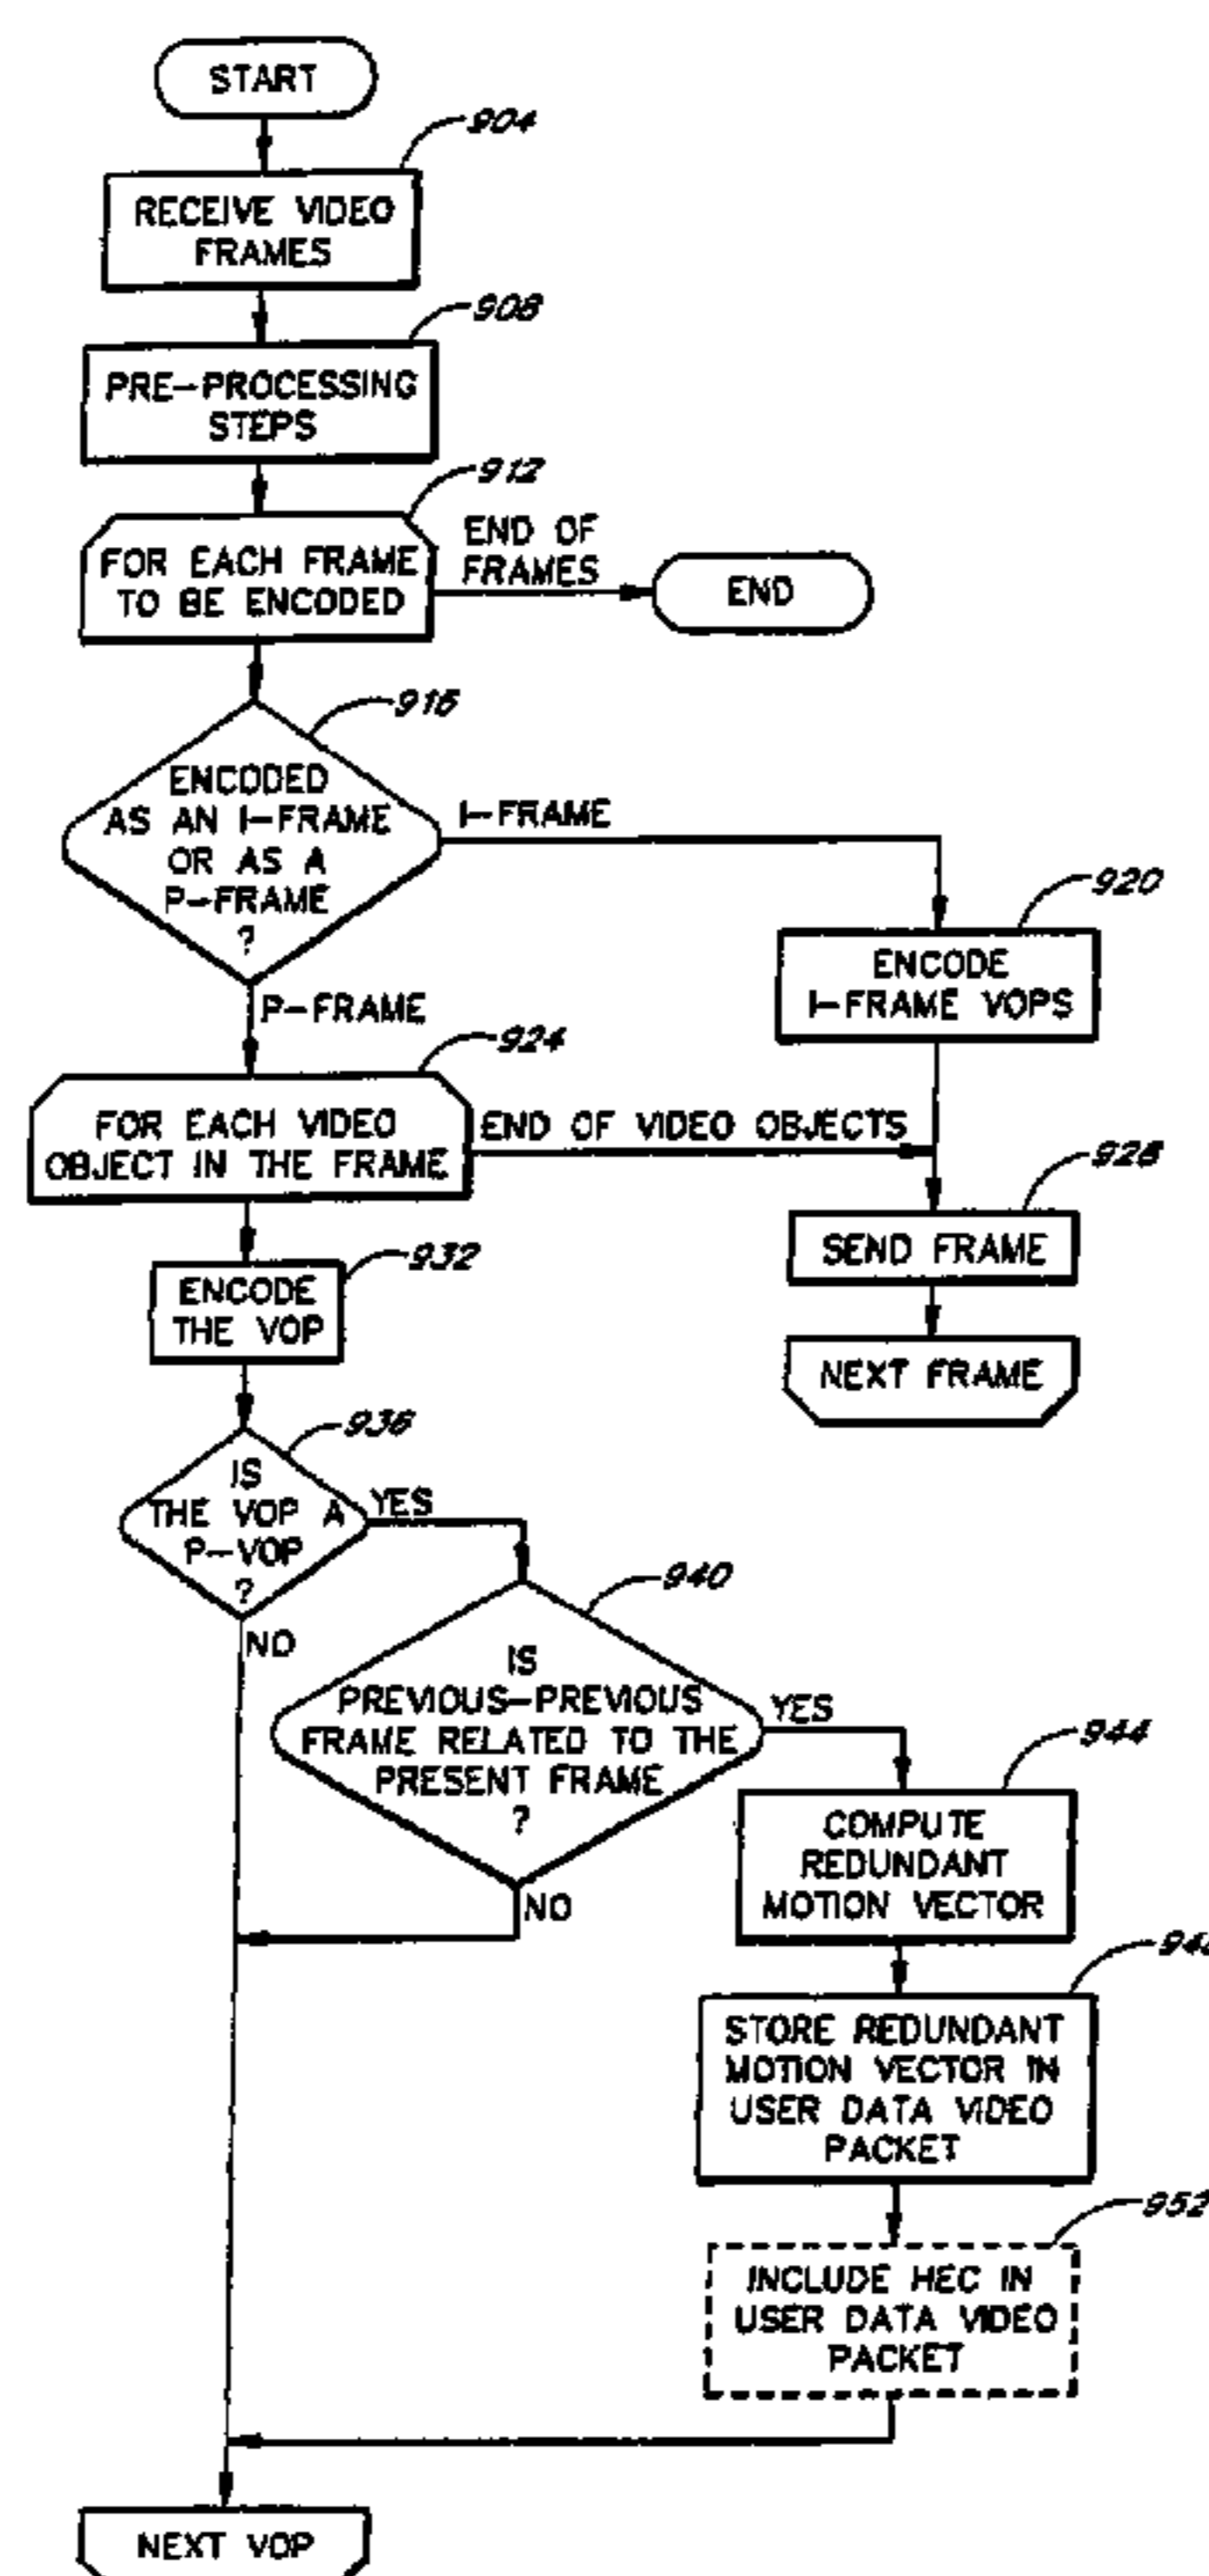 START
904
RECEIVE VIDEO
FRAMES
908
PRE-PROCESSING
STEPS
912
FOR EACH FRAME
TO BE ENCODED
END OF
FRAMES
END
916
ENCODED
AS AN I-FRAME
OR AS A
P-FRAME
?
I-FRAME
920
ENCODE
I-FRAME VOPS
P-FRAME
924
FOR EACH VIDEO
OBJECT IN THE FRAME
END OF VIDEO OBJECTS
928
SEND FRAME
NEXT FRAME
932
ENCODE
THE VOP
936
IS
THE VOP A
P-VOP
?
YES
NO
940
IS
PREVIOUS-PREVIOUS
FRAME RELATED TO THE
PRESENT FRAME
?
YES
NO
944
COMPUTE
REDUNDANT
MOTION VECTOR
STORE REDUNDANT
MOTION VECTOR IN
USER DATA VIDEO
PACKET
952
INCLUDE HEC IN
USER DATA VIDEO
PACKET
NEXT VOP